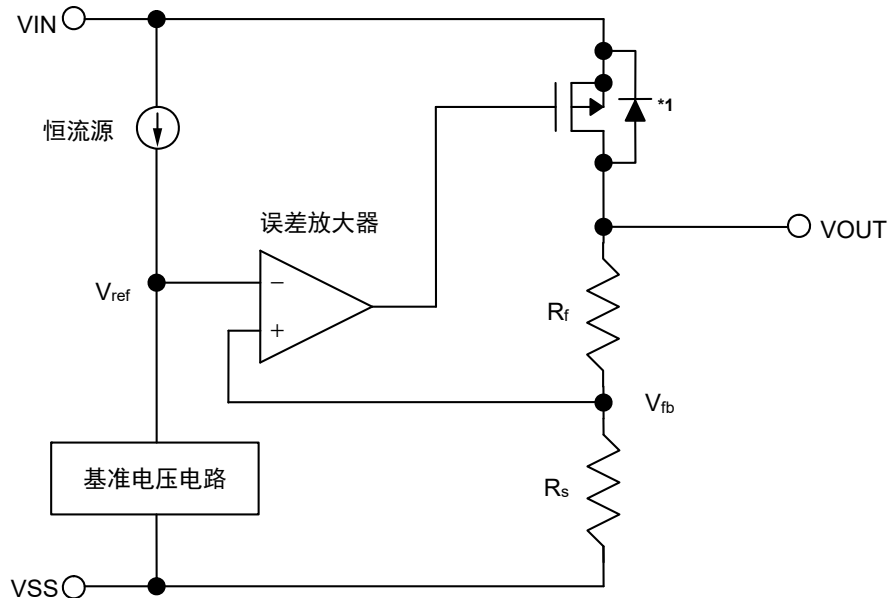 VIN
*1
恒流源
误差放大器
VOUT
Vref
−
+
Rf
Vfb
基准电压电路
Rs
VSS